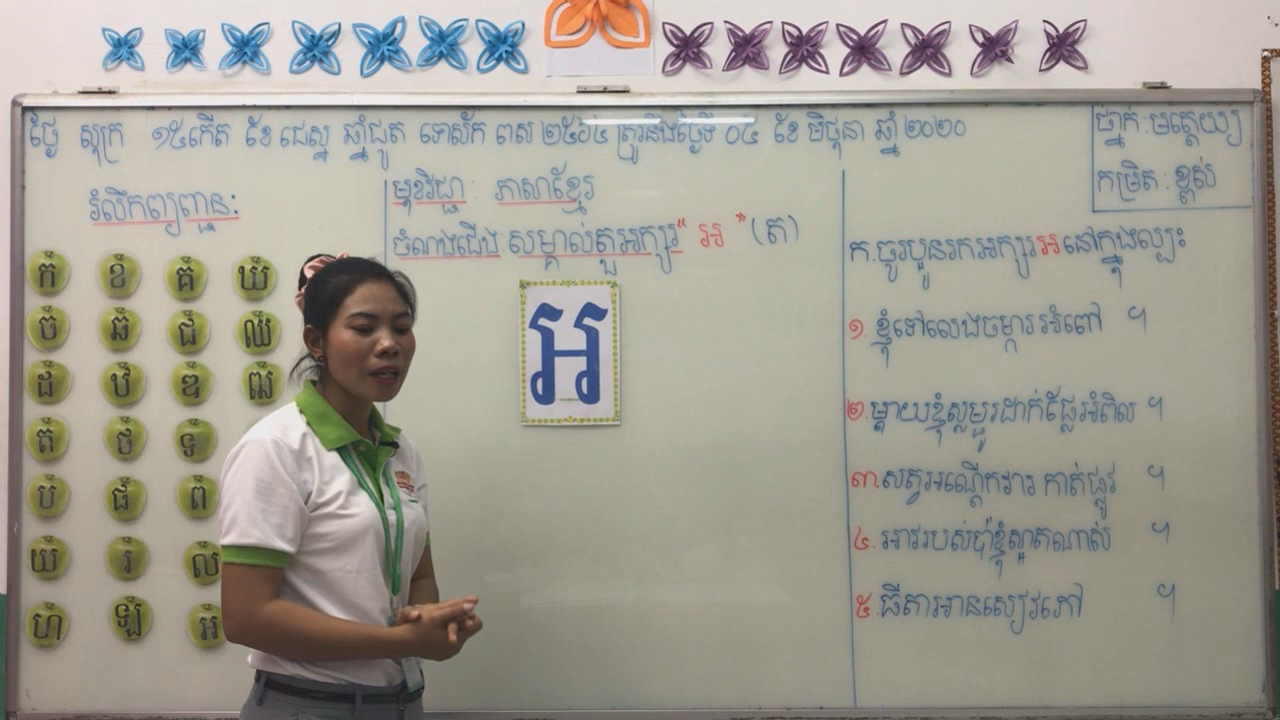 ថ្ងៃ សុក្រ ១៥កើត ខែ ជេស្ឋ ឆ្នាំជូត ទោស័ក ពស ២៥៦៤ ត្រូវនឹងថ្ងៃទី ០៤ ខែ មិថុនា ឆ្នាំ ២០២០
ថ្នាក់ : មត្តេយ្យ
កម្រិត : ខ្ពស់
រំលឹកព្យញ្ជនៈ
ក ខ គ ឃ
ច ឆ ជ ឈ
ដ ឋ ឌ ឍ
ត ថ ទ
ប ផ ព
យ រ ល
ហ ឡ អ
មុខវិជ្ជា : ភាសាខ្មែរ
ចំណងជើង សម្គាល់តួអក្សរ "អ" (ត)
អ
ក.ចូរប្អូនរកអក្សរអនៅក្នុងល្បះ
១. ខ្ញុំទៅលេងចម្ការអំពៅ ។
២.ម្តាយខ្ញុំស្លម្ជូរដាក់ផ្លែអំពិល ។
៣.សត្វអណ្តើកវារ កាត់ផ្លូវ ។
៤. អាវរបស់ប៉ាខ្ញុំស្អាតណាស់ ។
៥.ធីតាអានសៀវភៅ ។